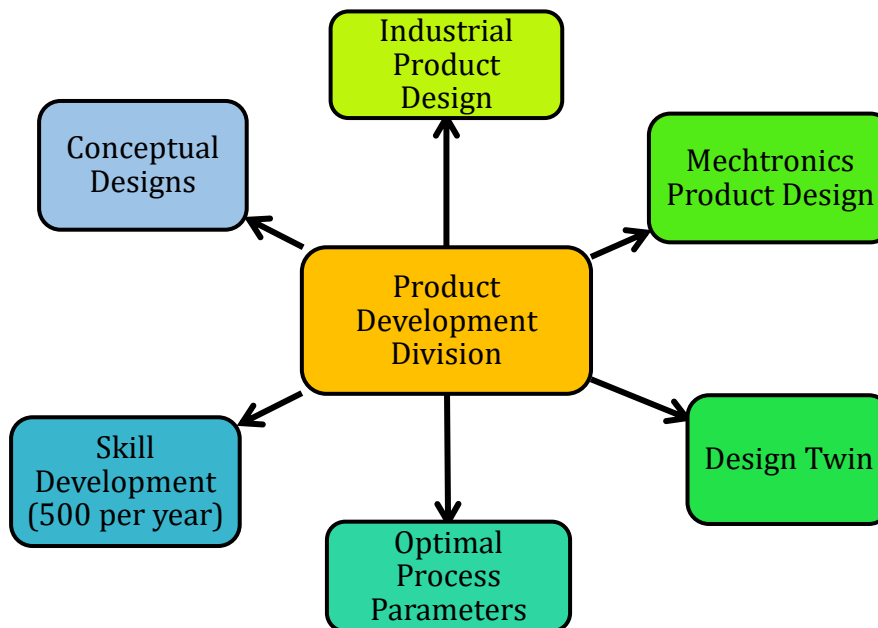 Industrial
Product
Design
Conceptual
Designs
Mechtronics
Product Design
Product
Development
Division
Skill
Development
(500 per year)
Design Twin
Optimal
Process
Parameters